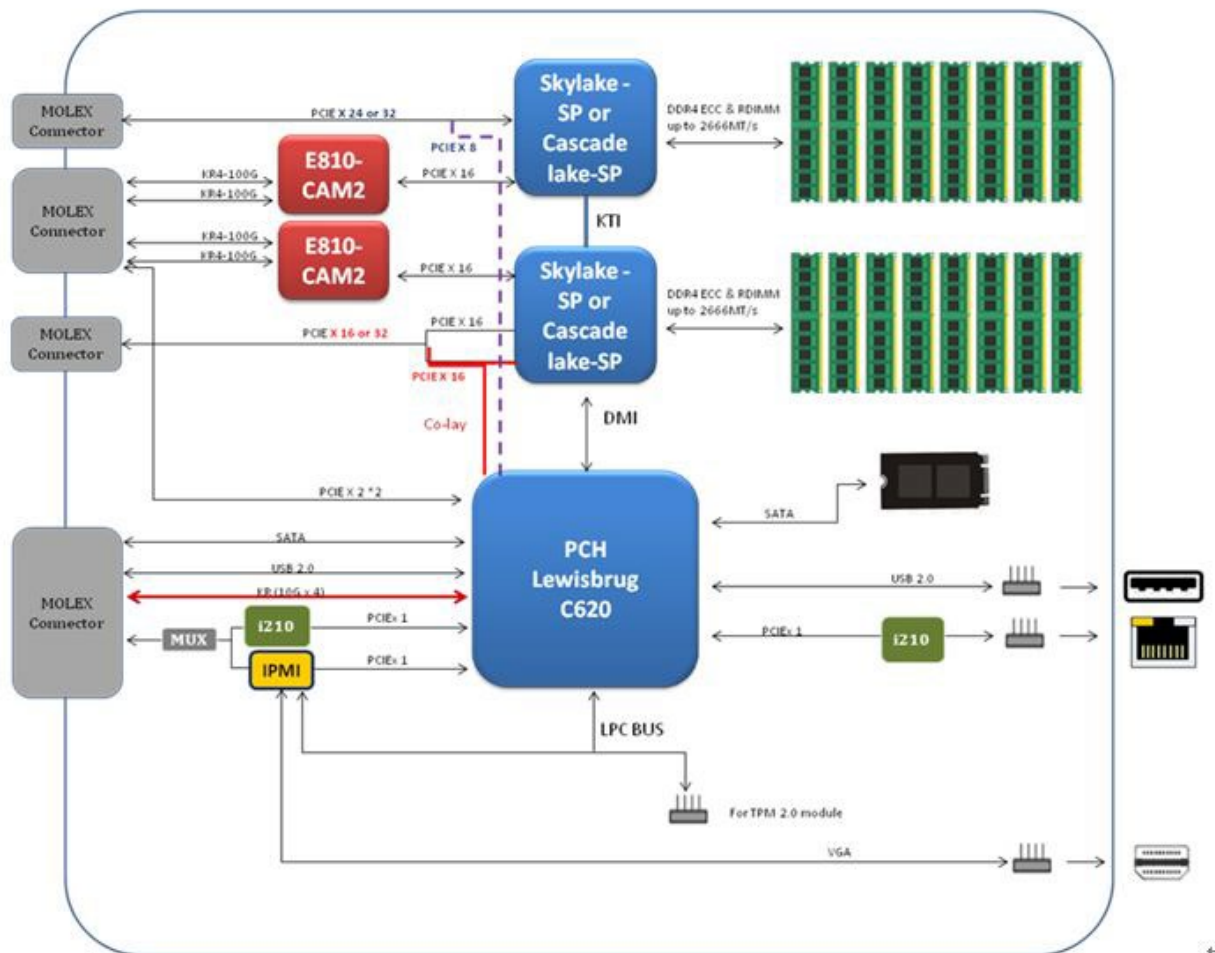 MOLEX
Connector
PCIE X 24 or 32
Skylake -
SP or
Cascade
lake-SP
DDR4 ECC & RDIMM
up to 2666MT/s
PCIE X 8
E810-
CAM2
KR4-100G
KR4-100G
PCIE X 16
MOLEX
Connector
KTI
E810-
CAM2
KR4-100G
KR4-100G
PCIE X 16
Skylake -
SP or
Cascade
lake-SP
DDR4 ECC & RDIMM
up to 2666MT/s
MOLEX
Connector
PCIE X 16 or 32
PCIE X 16
PCIE X 16
Co-lay
DMI
PCIE X 2 *2
SATA
PCH
Lewisbrug
C620
SATA
USB 2.0
KR (10G x 4)
MOLEX
Connector
MUX
i210
PCIEx 1
IPMI
PCIEx 1
USB 2.0
PCIEx 1
i210
LPC BUS
For TPM 2.0 module
VGA